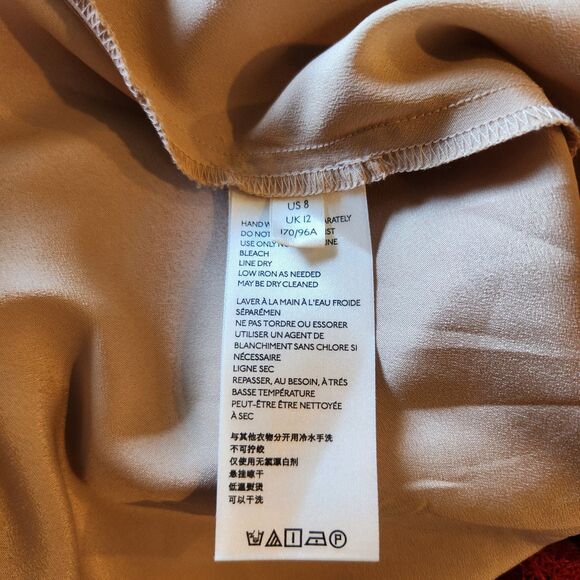 US 8
UK 12
170/96A
HAND
DO NOT
USE ONLY
BLEACH
LINE DRY
LOW IRON AS NEEDED
MAY BE DRY CLEANED
LAVER À LA MAIN À L'EAU FROIDE
SÉPARÉMEN
NE PAS TORDRE OU ESSORER
UTILISER UN AGENT DE
BLANCHIMENT SANS CHLORE SI
NÉCESSAIRE
LIGNE SEC
REPASSER, AU BESOIN, À TRÉS
BASSE TEMPÉRATURE
PEUT-ÊTRE ÊTRE NETTOYÉE
À SEC
与其他衣物分开用冷水手洗
不可拧绞
仅使用无氯漂白剂
悬挂晾干
低温熨烫
可以干洗
P